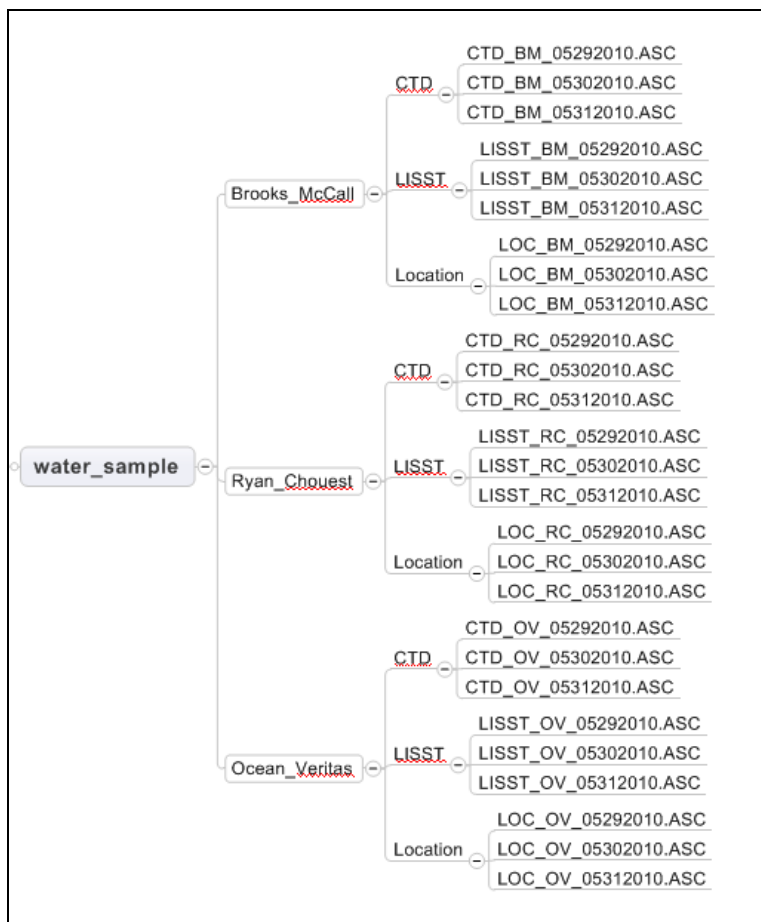 water_sample
Brooks_McCall
CTD
CTD_BM_05292010.ASC
CTD_BM_05302010.ASC
CTD_BM_05312010.ASC
LISST
LISST_BM_05292010.ASC
LISST_BM_05302010.ASC
LISST_BM_05312010.ASC
Location
LOC_BM_05292010.ASC
LOC_BM_05302010.ASC
LOC_BM_05312010.ASC
Ryan_Chouest
CTD
CTD_RC_05292010.ASC
CTD_RC_05302010.ASC
CTD_RC_05312010.ASC
LISST
LISST_RC_05292010.ASC
LISST_RC_05302010.ASC
LISST_RC_05312010.ASC
Location
LOC_RC_05292010.ASC
LOC_RC_05302010.ASC
LOC_RC_05312010.ASC
Ocean_Veritas
CTD
CTD_OV_05292010.ASC
CTD_OV_05302010.ASC
CTD_OV_05312010.ASC
LISST
LISST_OV_05292010.ASC
LISST_OV_05302010.ASC
LISST_OV_05312010.ASC
Location
LOC_OV_05292010.ASC
LOC_OV_05302010.ASC
LOC_OV_05312010.ASC